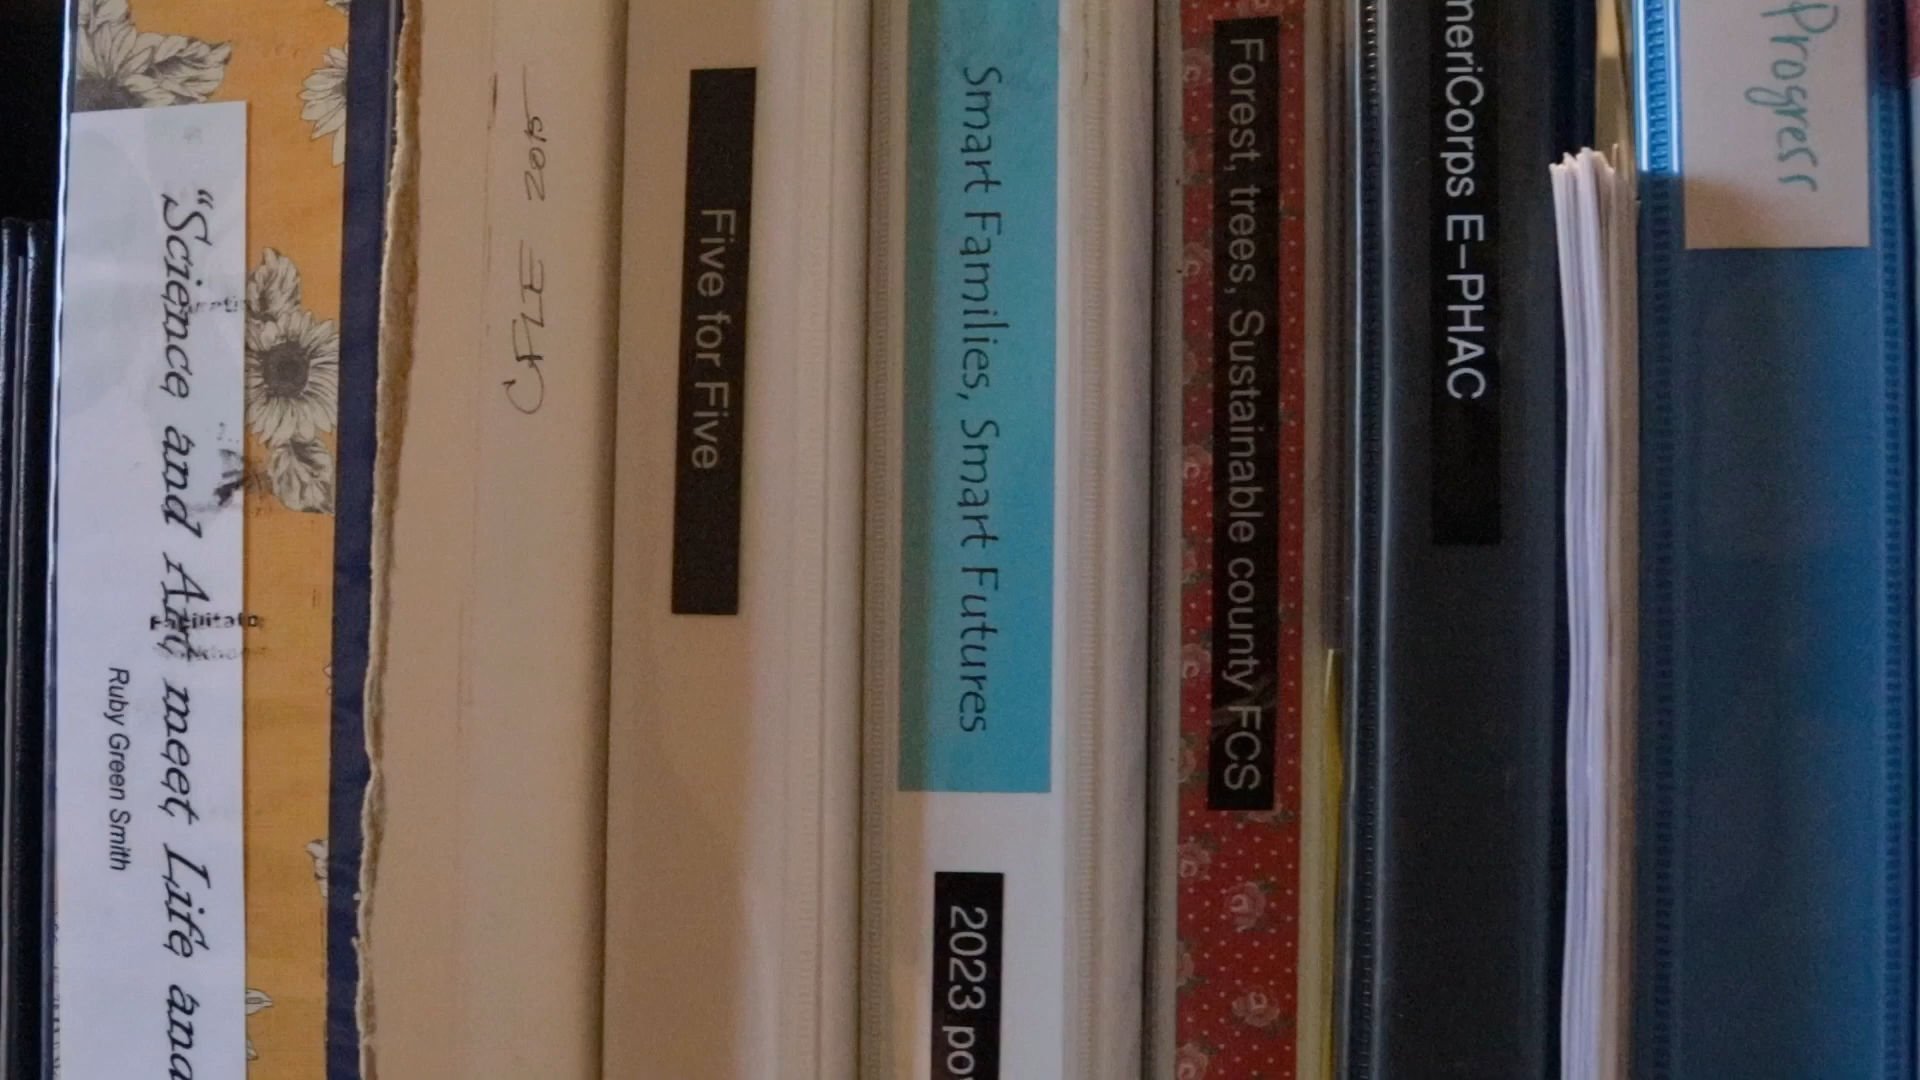 "Science and Art, meet Life and
Ruby Green Smith
Five for Five
Smart Families, Smart Futures
2023 po
Forest, trees, Sustainable county FCS
meriCorps E-PHAC
Progress